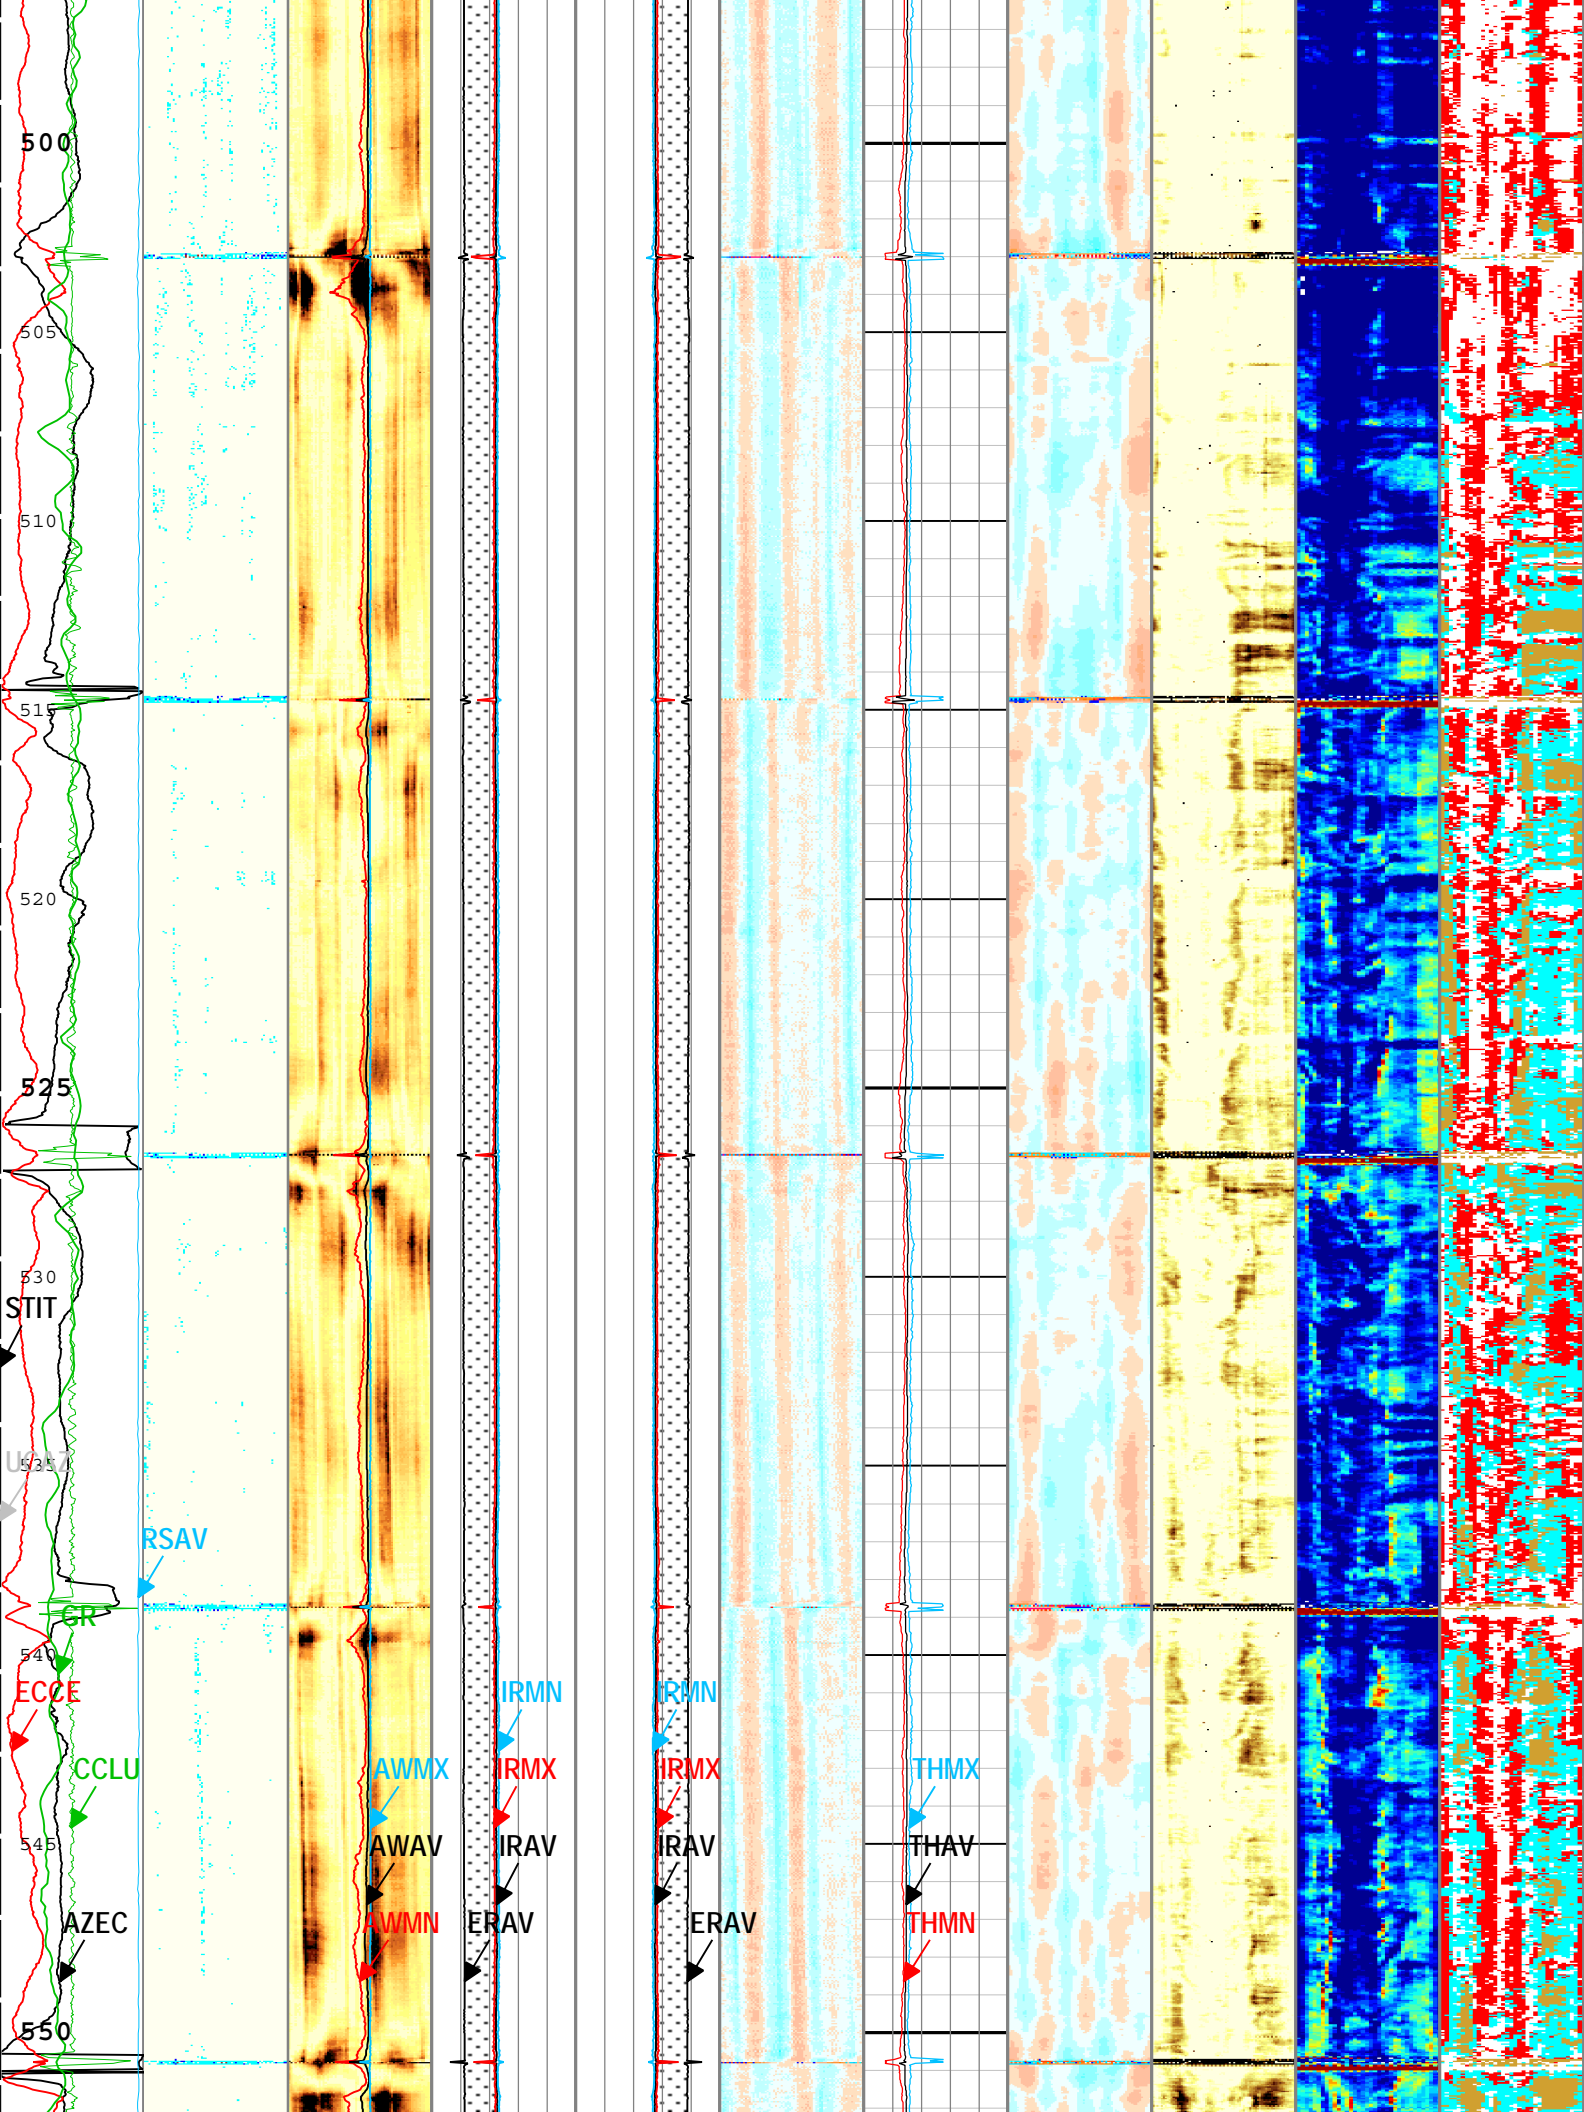 500
505
510
515
520
525
530
STIT
UCAZ
535
RSAV
GR
540
ECCE
IRMN
IRMN
CCLU
AWMX
IRMX
IRMX
THMX
545
AWAV
IRAV
IRAV
THAV
AZEC
AWMN
ERAV
ERAV
THMN
550